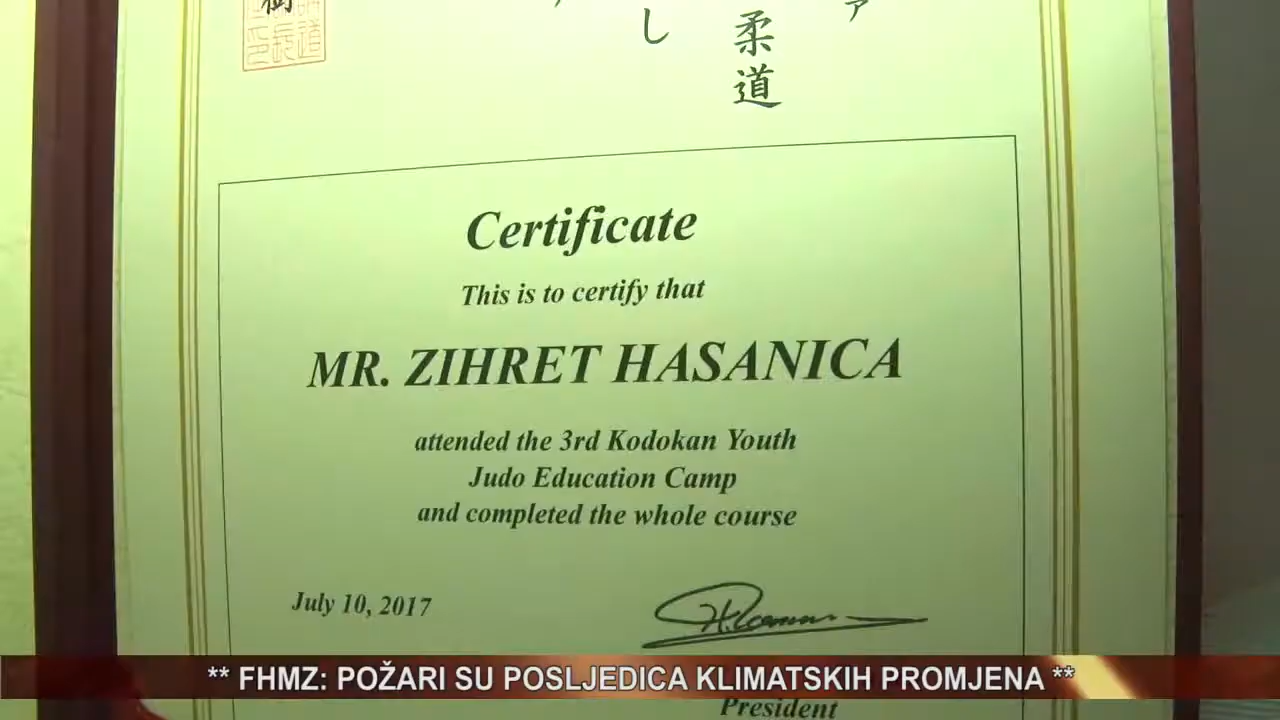 し
柔道
ァ
Certificate
This is to certify that
MR. ZIHRET HASANICA
attended the 3rd Kodokan Youth
Judo Education Camp
and completed the whole course
July 10, 2017
** FHMZ: POŽARI SU POSLJEDICA KLIMATSKIH PROMJENA **
President